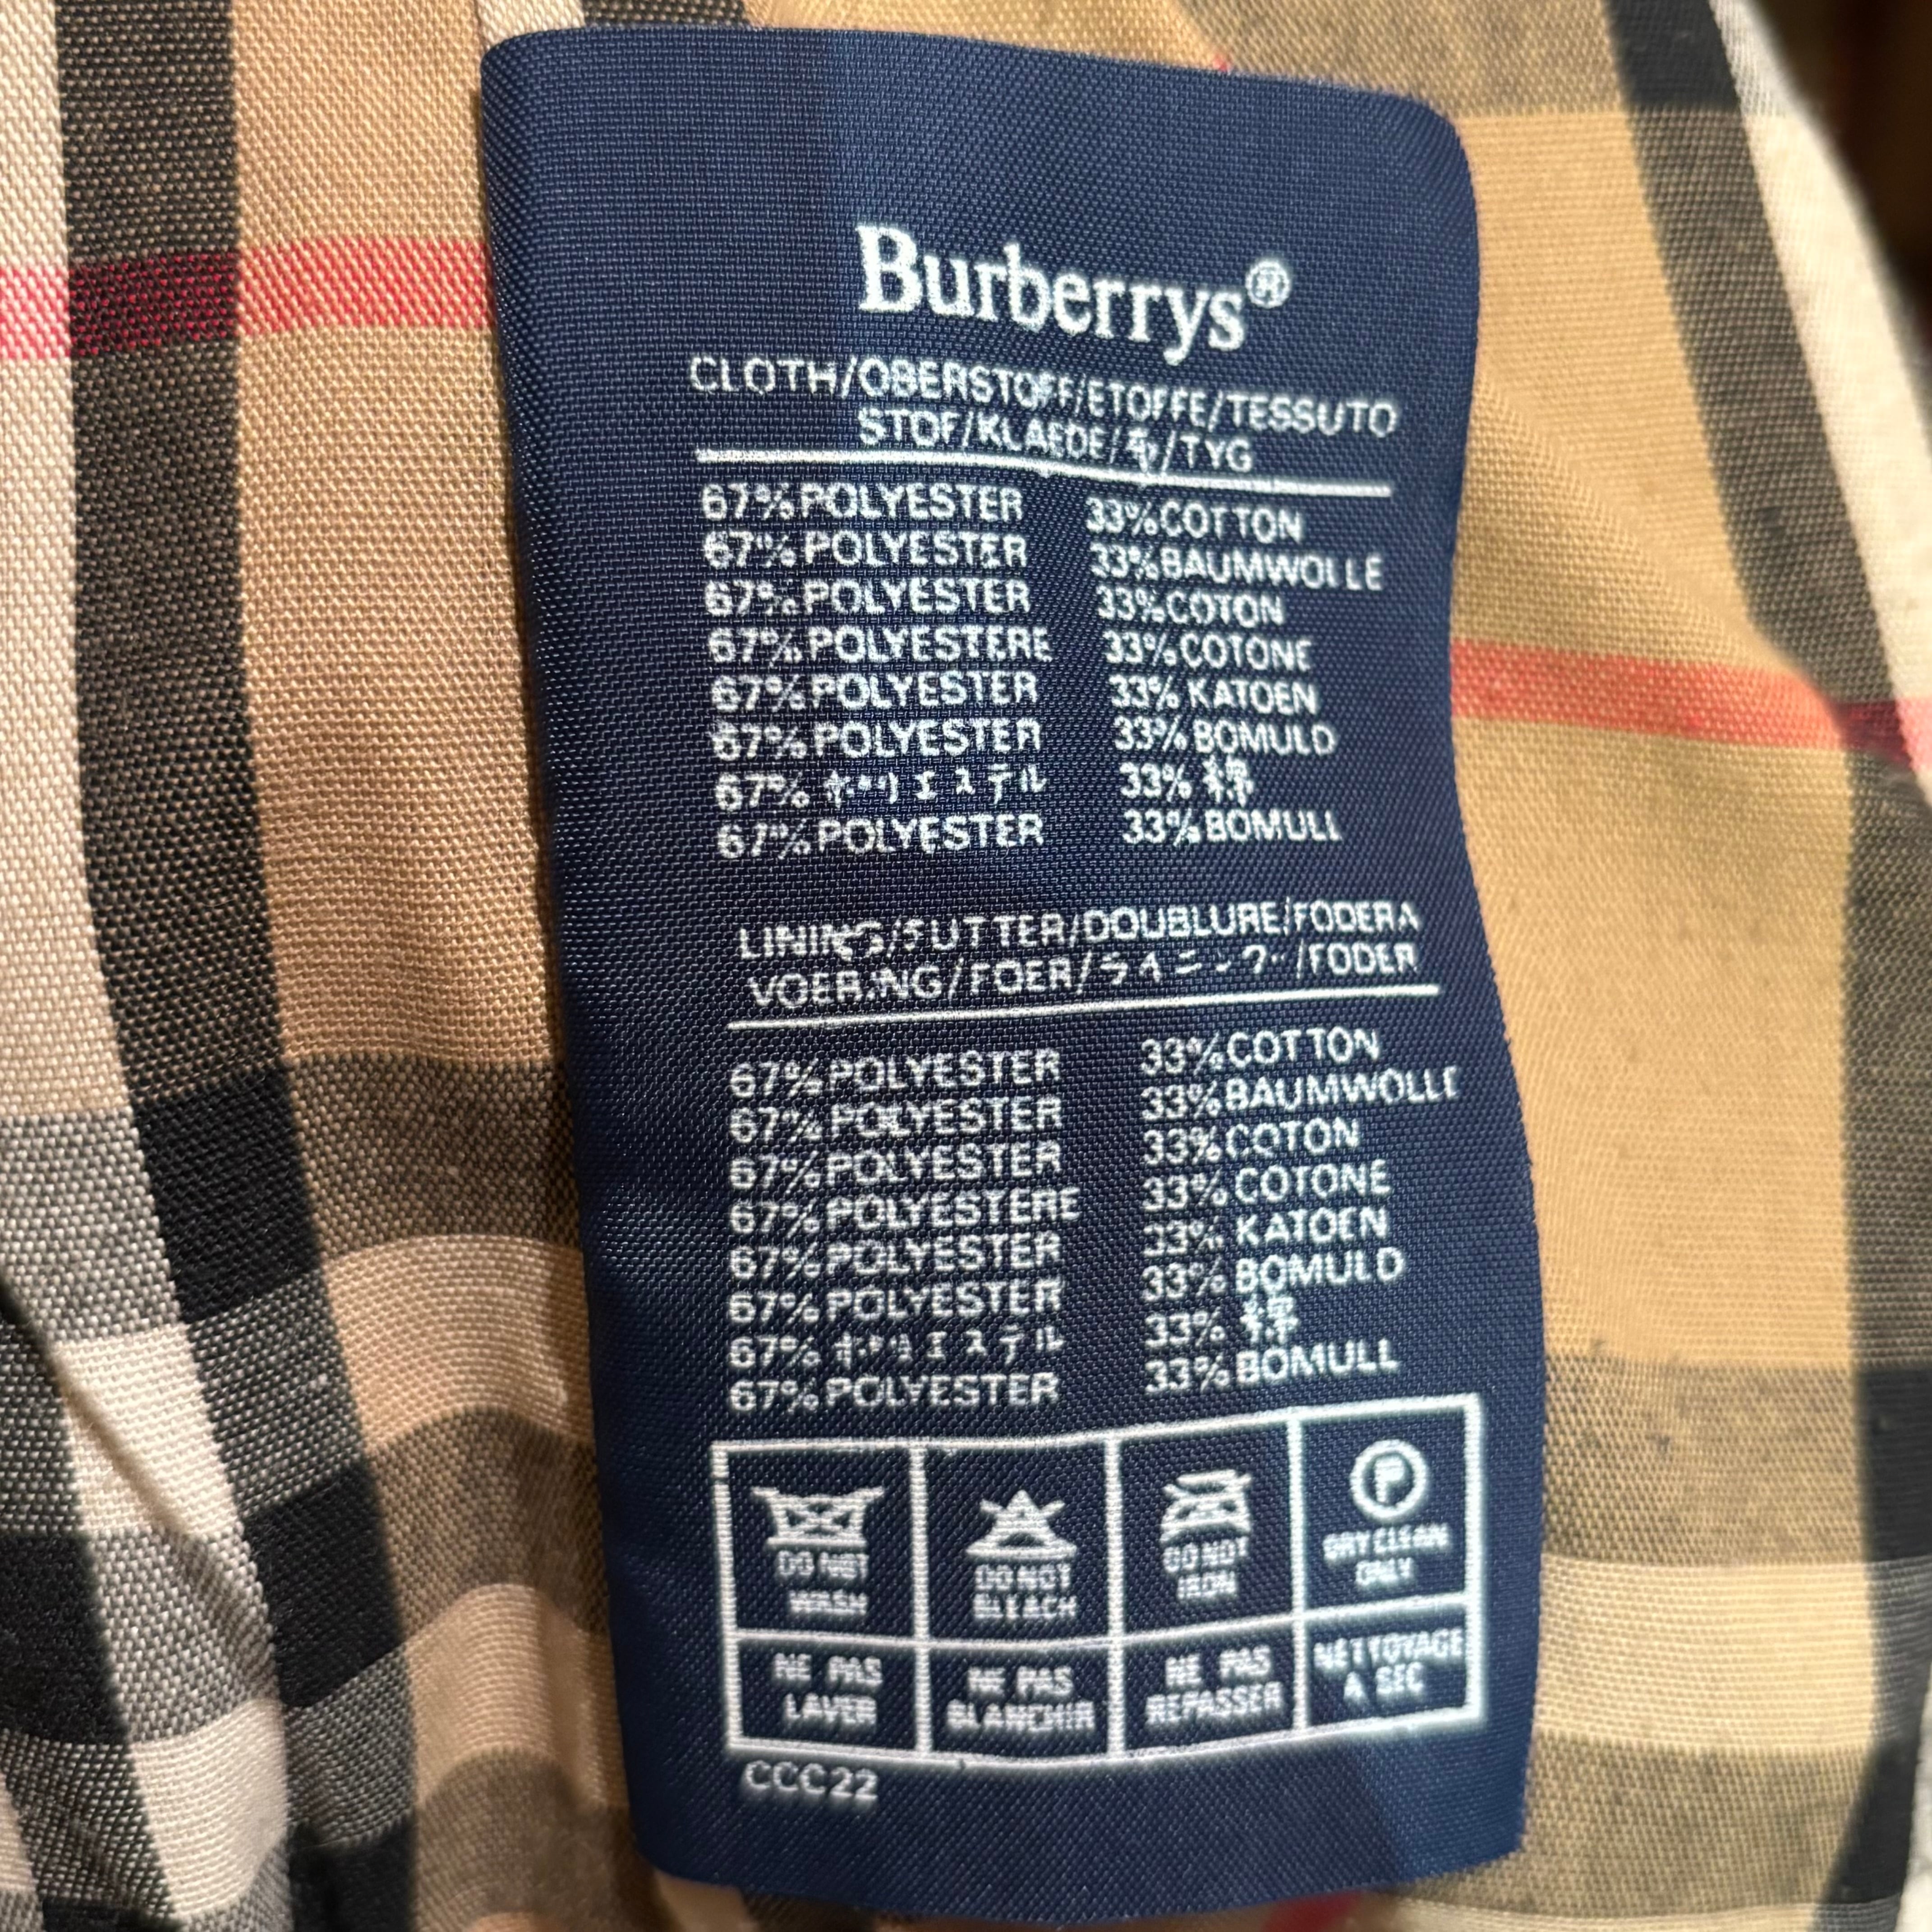 Burberrys®
CLOTH/OBERSTOFF/ETOFFE/TESSUTO
STOF/KLAEDE/布/TYG
67%POLYESTER 33%COTTON
67%POLYESTER 33%BAUMWOLLE
67%POLYESTER 33%COTON
67%POLYESTERE 33%COTONE
67%POLYESTER 33% KATOEN
67%POLYESTER 33%BOMULD
67% ポリエステル 33% 綿
67%POLYESTER 33%BOMULL
LINING/FUTTER/DOUBLURE/FODERA
VOERING/FOER/ライニング/FODER
67%POLYESTER 33%COTTON
67%POLYESTER 33%BAUMWOLLE
67%POLYESTER 33%COTON
67%POLYESTERE 33%COTONE
67%POLYESTER 33% KATOEN
67%POLYESTER 33%BOMULD
67% ポリエステル 33% 綿
67%POLYESTER 33%BOMULL
DO NOT
WASH
DO NOT
BLEACH
DO NOT
IRON
P
DRY CLEAN
ONLY
NE PAS
LAVER
NE PAS
BLANCHIR
NE PAS
REPASSER
NETTOYAGE
A SEC
CCC22